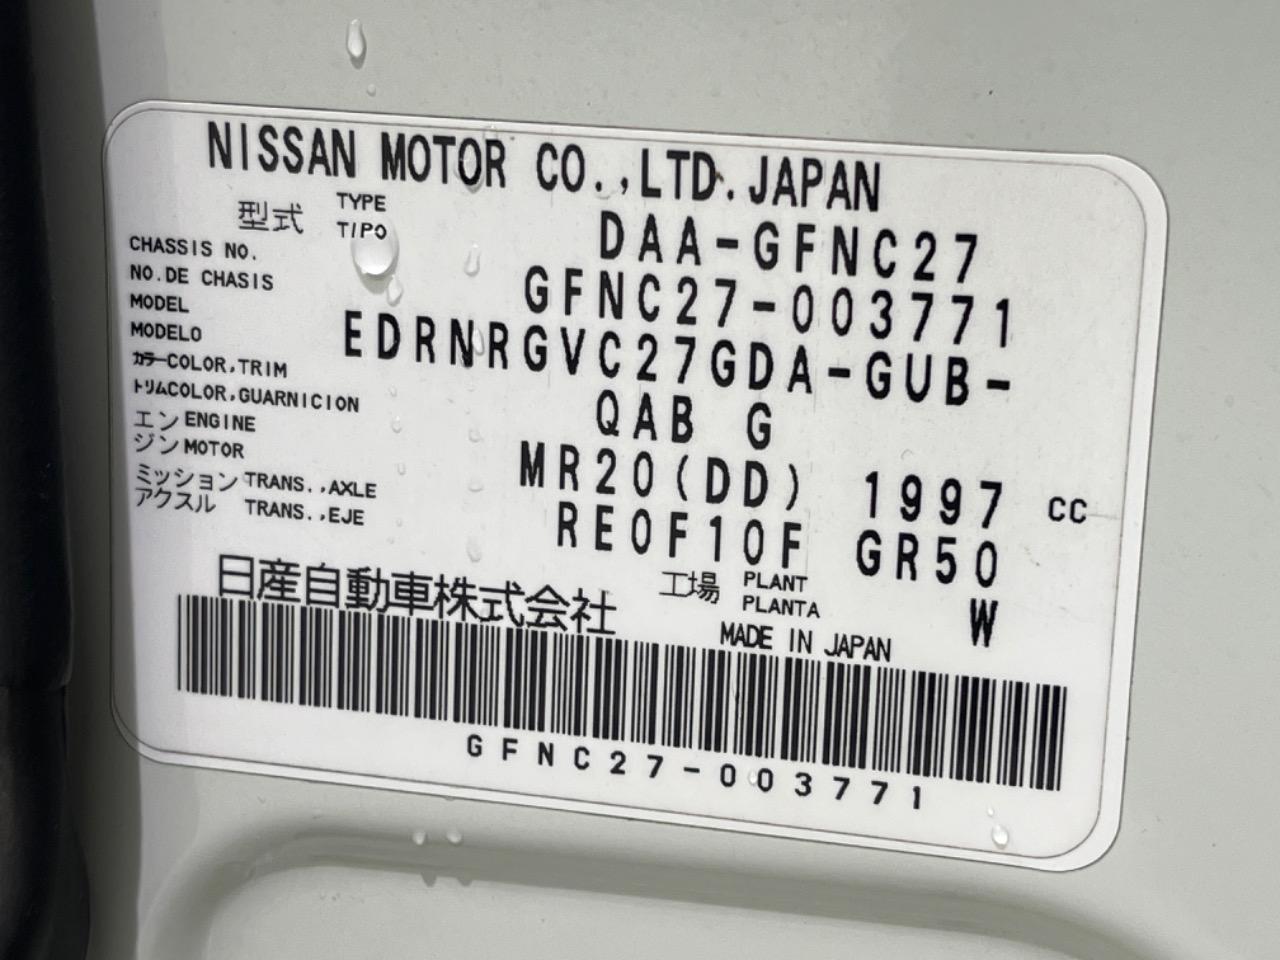 NISSAN MOTOR CO.,LTD.JAPAN
型式 TYPE DAA-GFNC27
TIPO
CHASSIS NO. GFNC27-003771
NO.DE CHASIS
MODEL EDRNRGVC27GDA-GUB-
MODELO
カラーCOLOR,TRIM QAB G
トリムCOLOR,GUARNICION
エンENGINE MR20(DD) 1997 CC
ジンMOTOR
ミッションTRANS.,AXLE RE0F10F GR50
アクスル TRANS.,EJE
日産自動車株式会社 工場 PLANT W
PLANTA
MADE IN JAPAN
GFNC27-003771